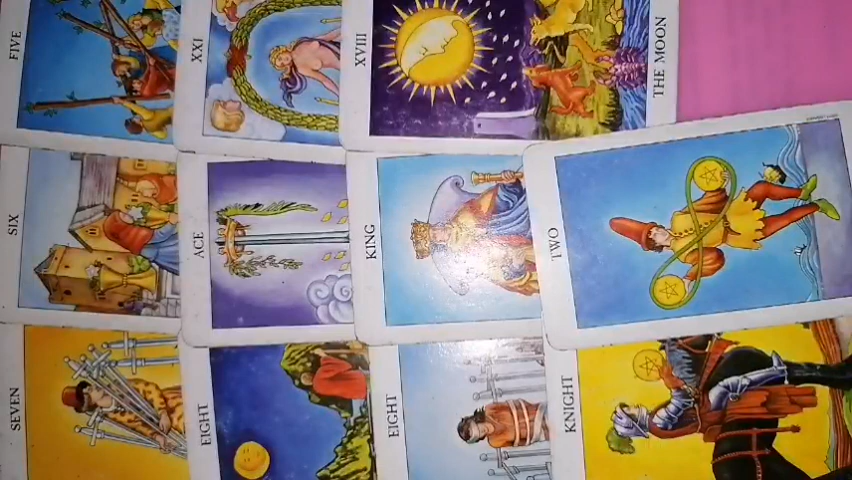 FIVE
XXI
XVIII
THE MOON
SIX
ACE
KING
TWO
SEVEN
EIGHT
EIGHT
KNIGHT